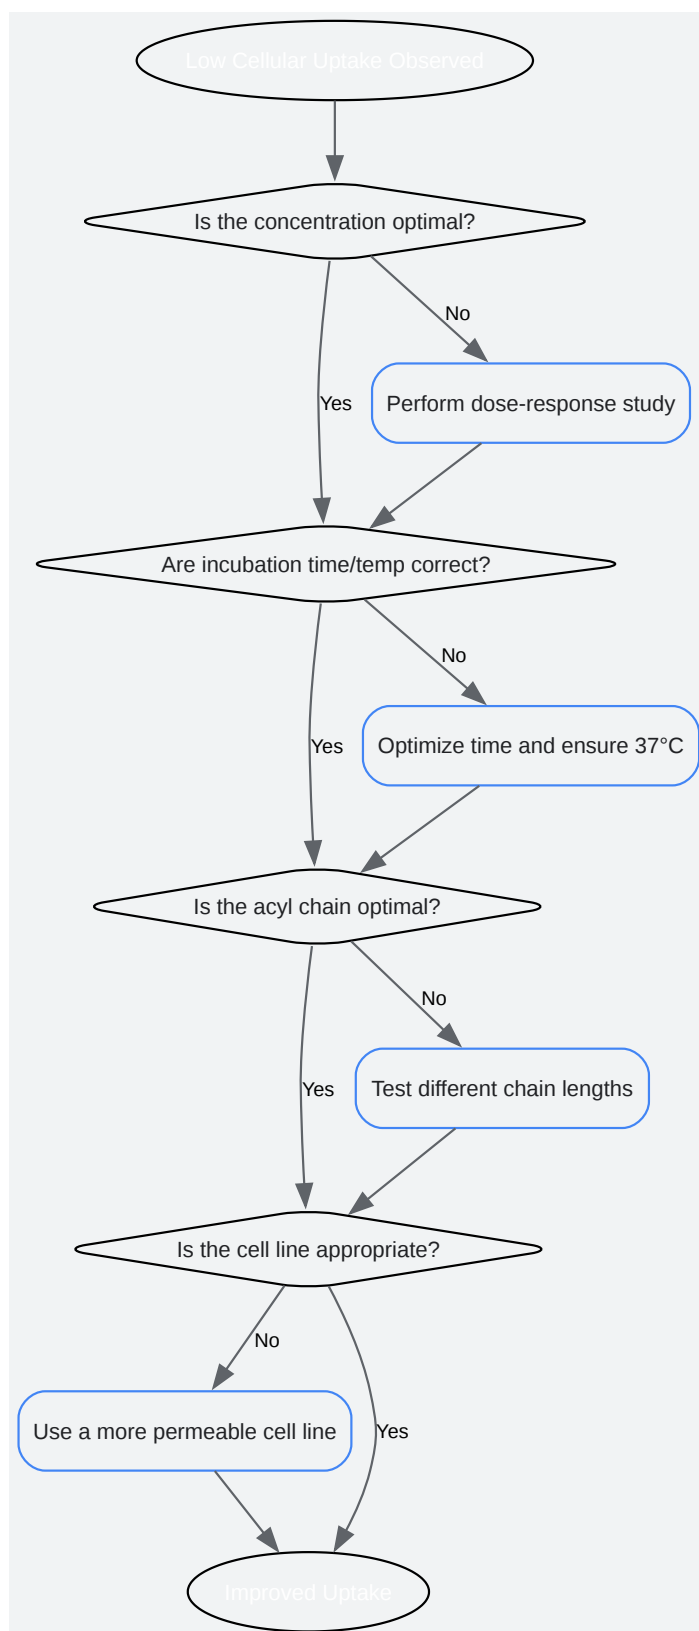 Low Cellular Uptake Observed
Is the concentration optimal?
No
Perform dose-response study
Yes
Are incubation time/temp correct?
No
Optimize time and ensure 37°C
Yes
Is the acyl chain optimal?
No
Test different chain lengths
Yes
Is the cell line appropriate?
No
Use a more permeable cell line
Yes
Improved Uptake